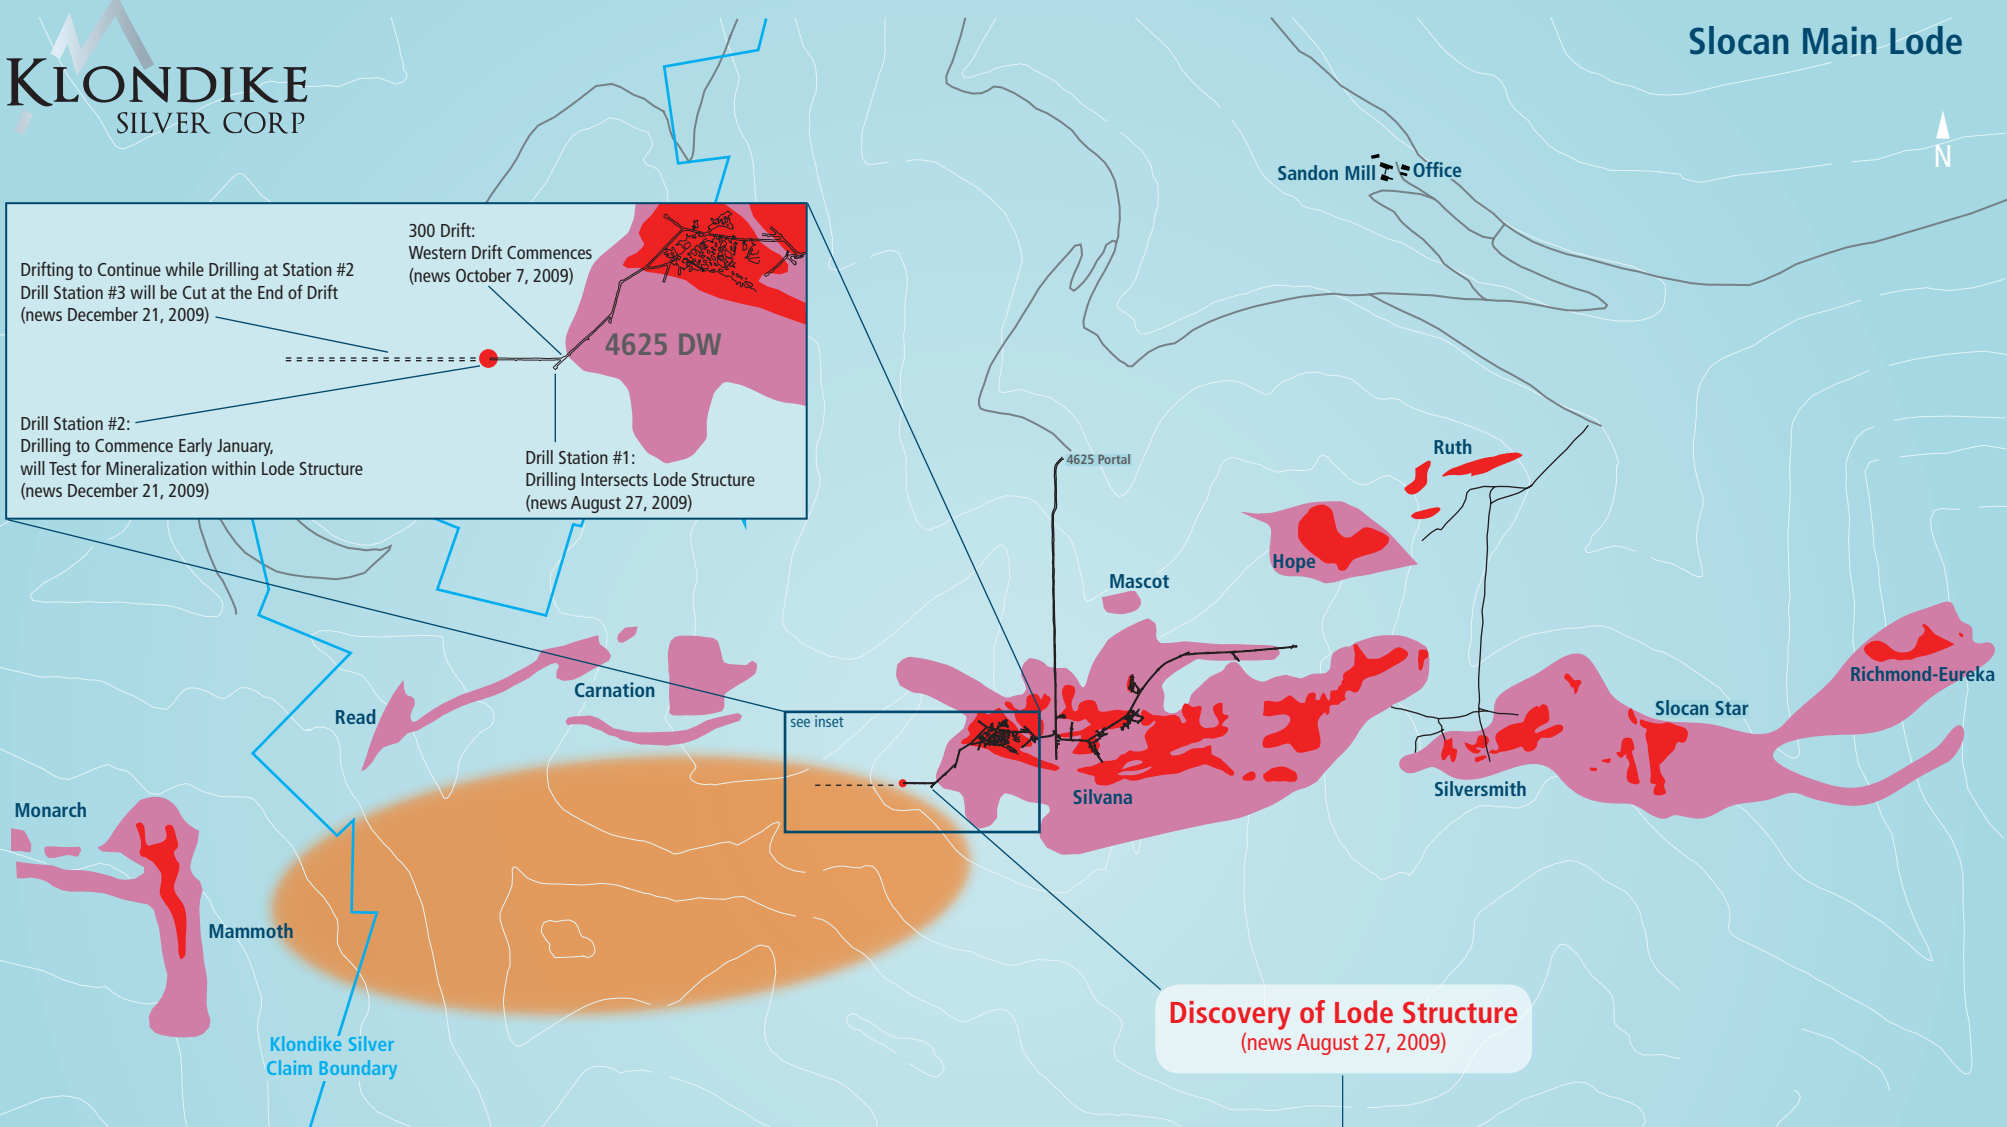 KLONDIKE
SILVER CORP
Slocan Main Lode
N
Sandon Mill
Office
300 Drift:
Western Drift Commences
(news October 7, 2009)
Drifting to Continue while Drilling at Station #2
Drill Station #3 will be Cut at the End of Drift
(news December 21, 2009)
4625 DW
Drill Station #2:
Drilling to Commence Early January,
will Test for Mineralization within Lode Structure
(news December 21, 2009)
Drill Station #1:
Drilling Intersects Lode Structure
(news August 27, 2009)
4625 Portal
Ruth
Hope
Mascot
Richmond-Eureka
Carnation
Read
see inset
Slocan Star
Silversmith
Silvana
Monarch
Mammoth
Discovery of Lode Structure
(news August 27, 2009)
Klondike Silver
Claim Boundary